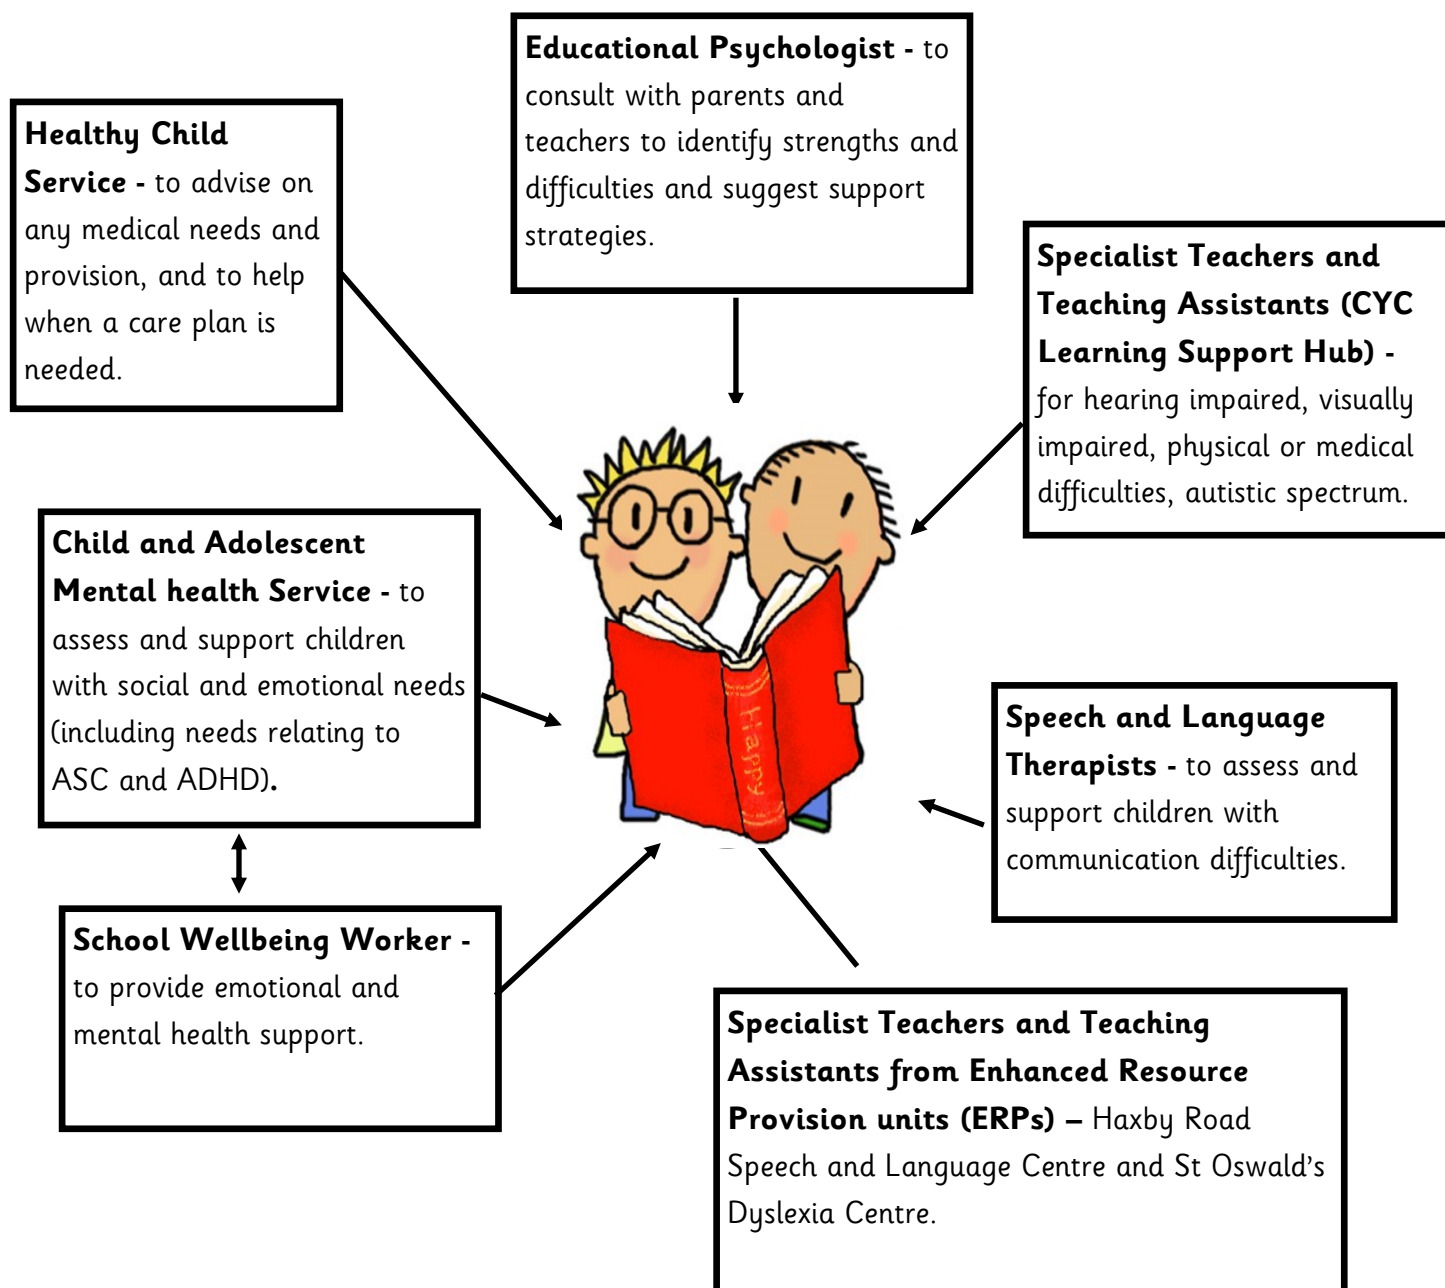 Educational Psychologist - to
consult with parents and
teachers to identify strengths and
difficulties and suggest support
strategies.
Healthy Child
Service - to advise on
any medical needs and
provision, and to help
when a care plan is
needed.
Specialist Teachers and
Teaching Assistants (CYC
Learning Support Hub) -
for hearing impaired, visually
impaired, physical or medical
difficulties, autistic spectrum.
Child and Adolescent
Mental health Service - to
assess and support children
with social and emotional needs
(including needs relating to
ASC and ADHD).
Happy
Speech and Language
Therapists - to assess and
support children with
communication difficulties.
School Wellbeing Worker -
to provide emotional and
mental health support.
Specialist Teachers and Teaching
Assistants from Enhanced Resource
Provision units (ERPs) – Haxby Road
Speech and Language Centre and St Oswald’s
Dyslexia Centre.